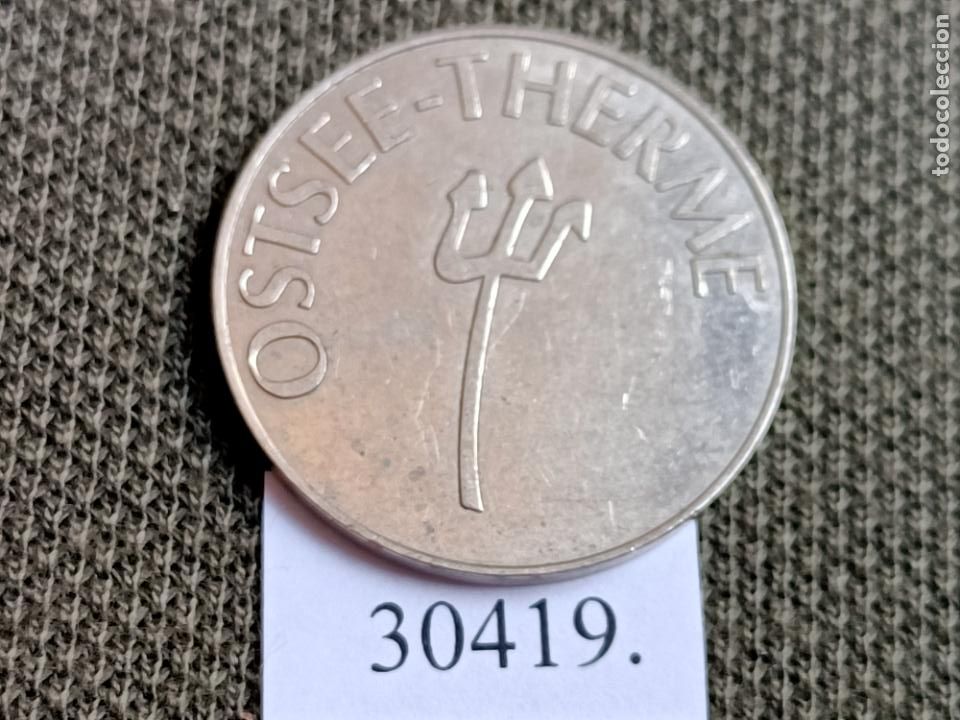 OSTSEE-THERME
30419.
todocoleccion